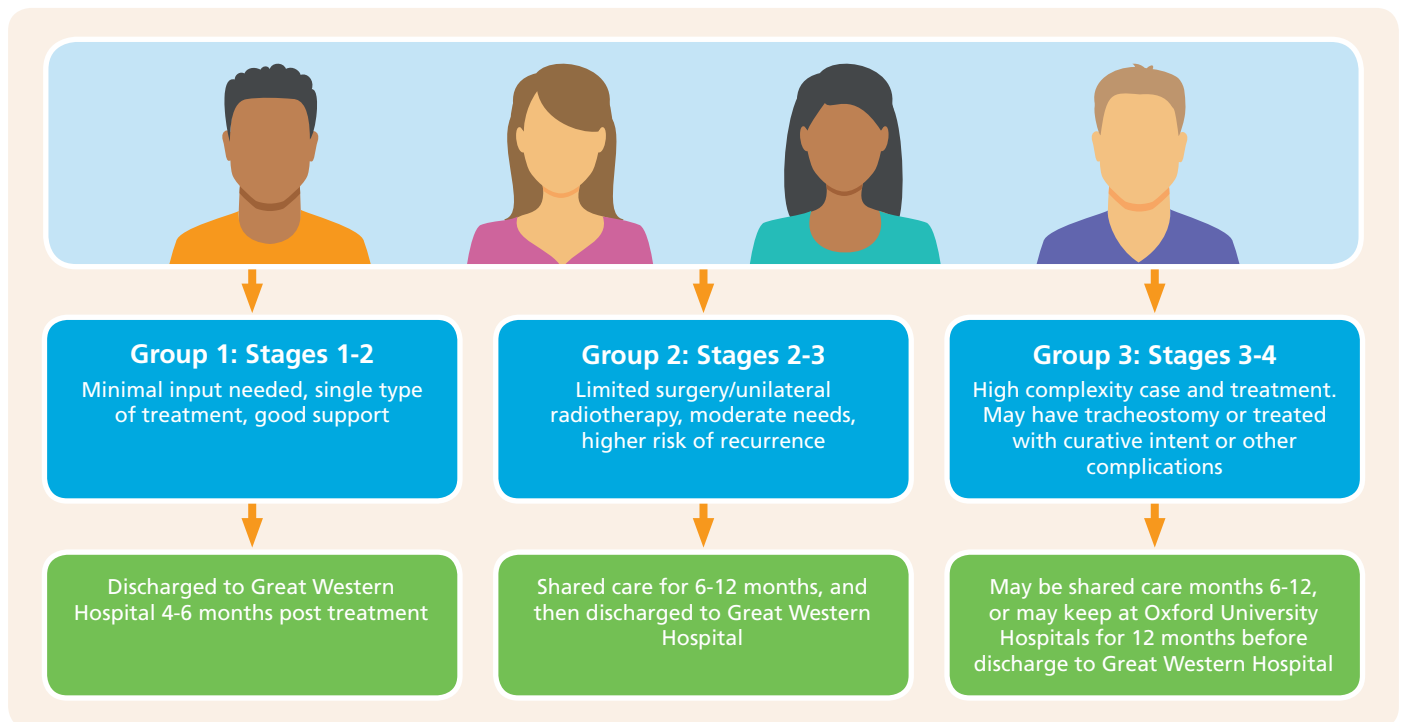 Group 1: Stages 1-2
Minimal input needed, single type
of treatment, good support
Group 2: Stages 2-3
Limited surgery/unilateral
radiotherapy, moderate needs,
higher risk of recurrence
Group 3: Stages 3-4
High complexity case and treatment.
May have tracheostomy or treated
with curative intent or other
complications
Discharged to Great Western
Hospital 4-6 months post treatment
Shared care for 6-12 months, and
then discharged to Great Western
Hospital
May be shared care months 6-12,
or may keep at Oxford University
Hospitals for 12 months before
discharge to Great Western Hospital